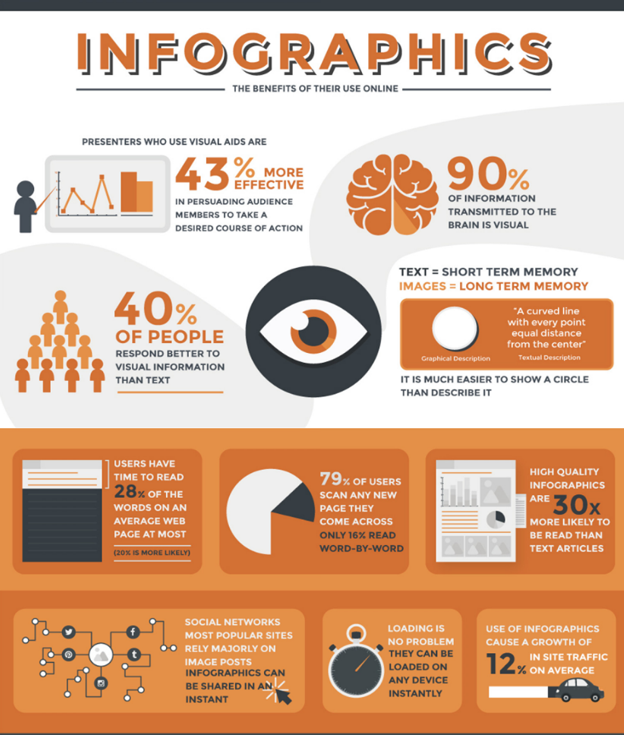 INFOGRAPHICS
THE BENEFITS OF THEIR USE ONLINE
PRESENTERS WHO USE VISUAL AIDS ARE
43% MORE
EFFECTIVE
IN PERSUADING AUDIENCE
MEMBERS TO TAKE A
DESIRED COURSE OF ACTION
90%
OF INFORMATION
TRANSMITTED TO THE
BRAIN IS VISUAL
40%
OF PEOPLE
RESPOND BETTER TO
VISUAL INFORMATION
THAN TEXT
TEXT = SHORT TERM MEMORY
IMAGES = LONG TERM MEMORY
Graphical Description
"A curved line
with every point
equal distance
from the center"
Textual Description
IT IS MUCH EASIER TO SHOW A CIRCLE
THAN DESCRIBE IT
USERS HAVE
TIME TO READ
28% OF THE
WORDS ON AN
AVERAGE WEB
PAGE AT MOST
(20% IS MORE LIKELY)
79% OF USERS
SCAN ANY NEW
PAGE THEY
COME ACROSS
ONLY 16% READ
WORD-BY-WORD
HIGH QUALITY
INFOGRAPHICS
ARE 30x
MORE LIKELY TO
BE READ THAN
TEXT ARTICLES
SOCIAL NETWORKS
MOST POPULAR SITES
RELY MAJORLY ON
IMAGE POSTS
INFOGRAPHICS CAN
BE SHARED IN AN
INSTANT
LOADING IS
NO PROBLEM
THEY CAN BE
LOADED ON
ANY DEVICE
INSTANTLY
USE OF INFOGRAPHICS
CAUSE A GROWTH OF
12% IN SITE TRAFFIC
ON AVERAGE